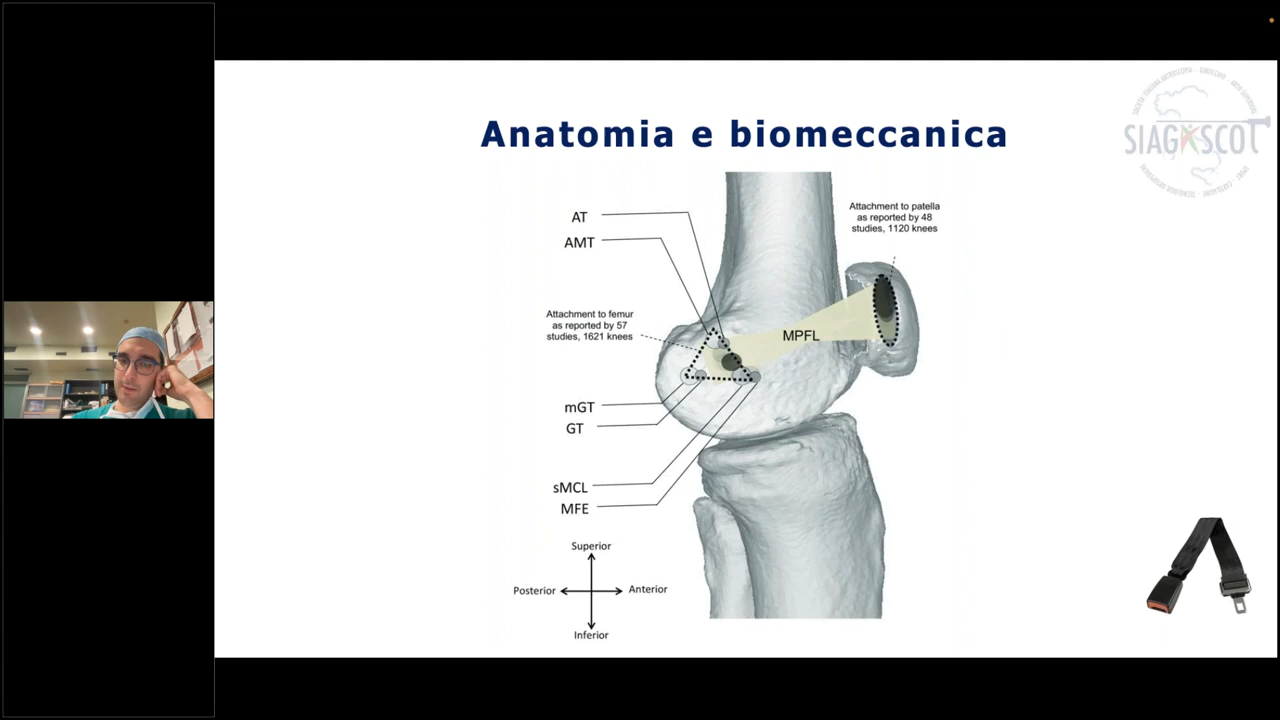 Anatomia e biomeccanica
SIAGASCOT
AT
AMT
Attachment to patella
as reported by 48
studies, 1120 knees
Attachment to femur
as reported by 57
studies, 1621 knees
MPFL
mGT
GT
sMCL
MFE
Superior
Posterior
Anterior
Inferior